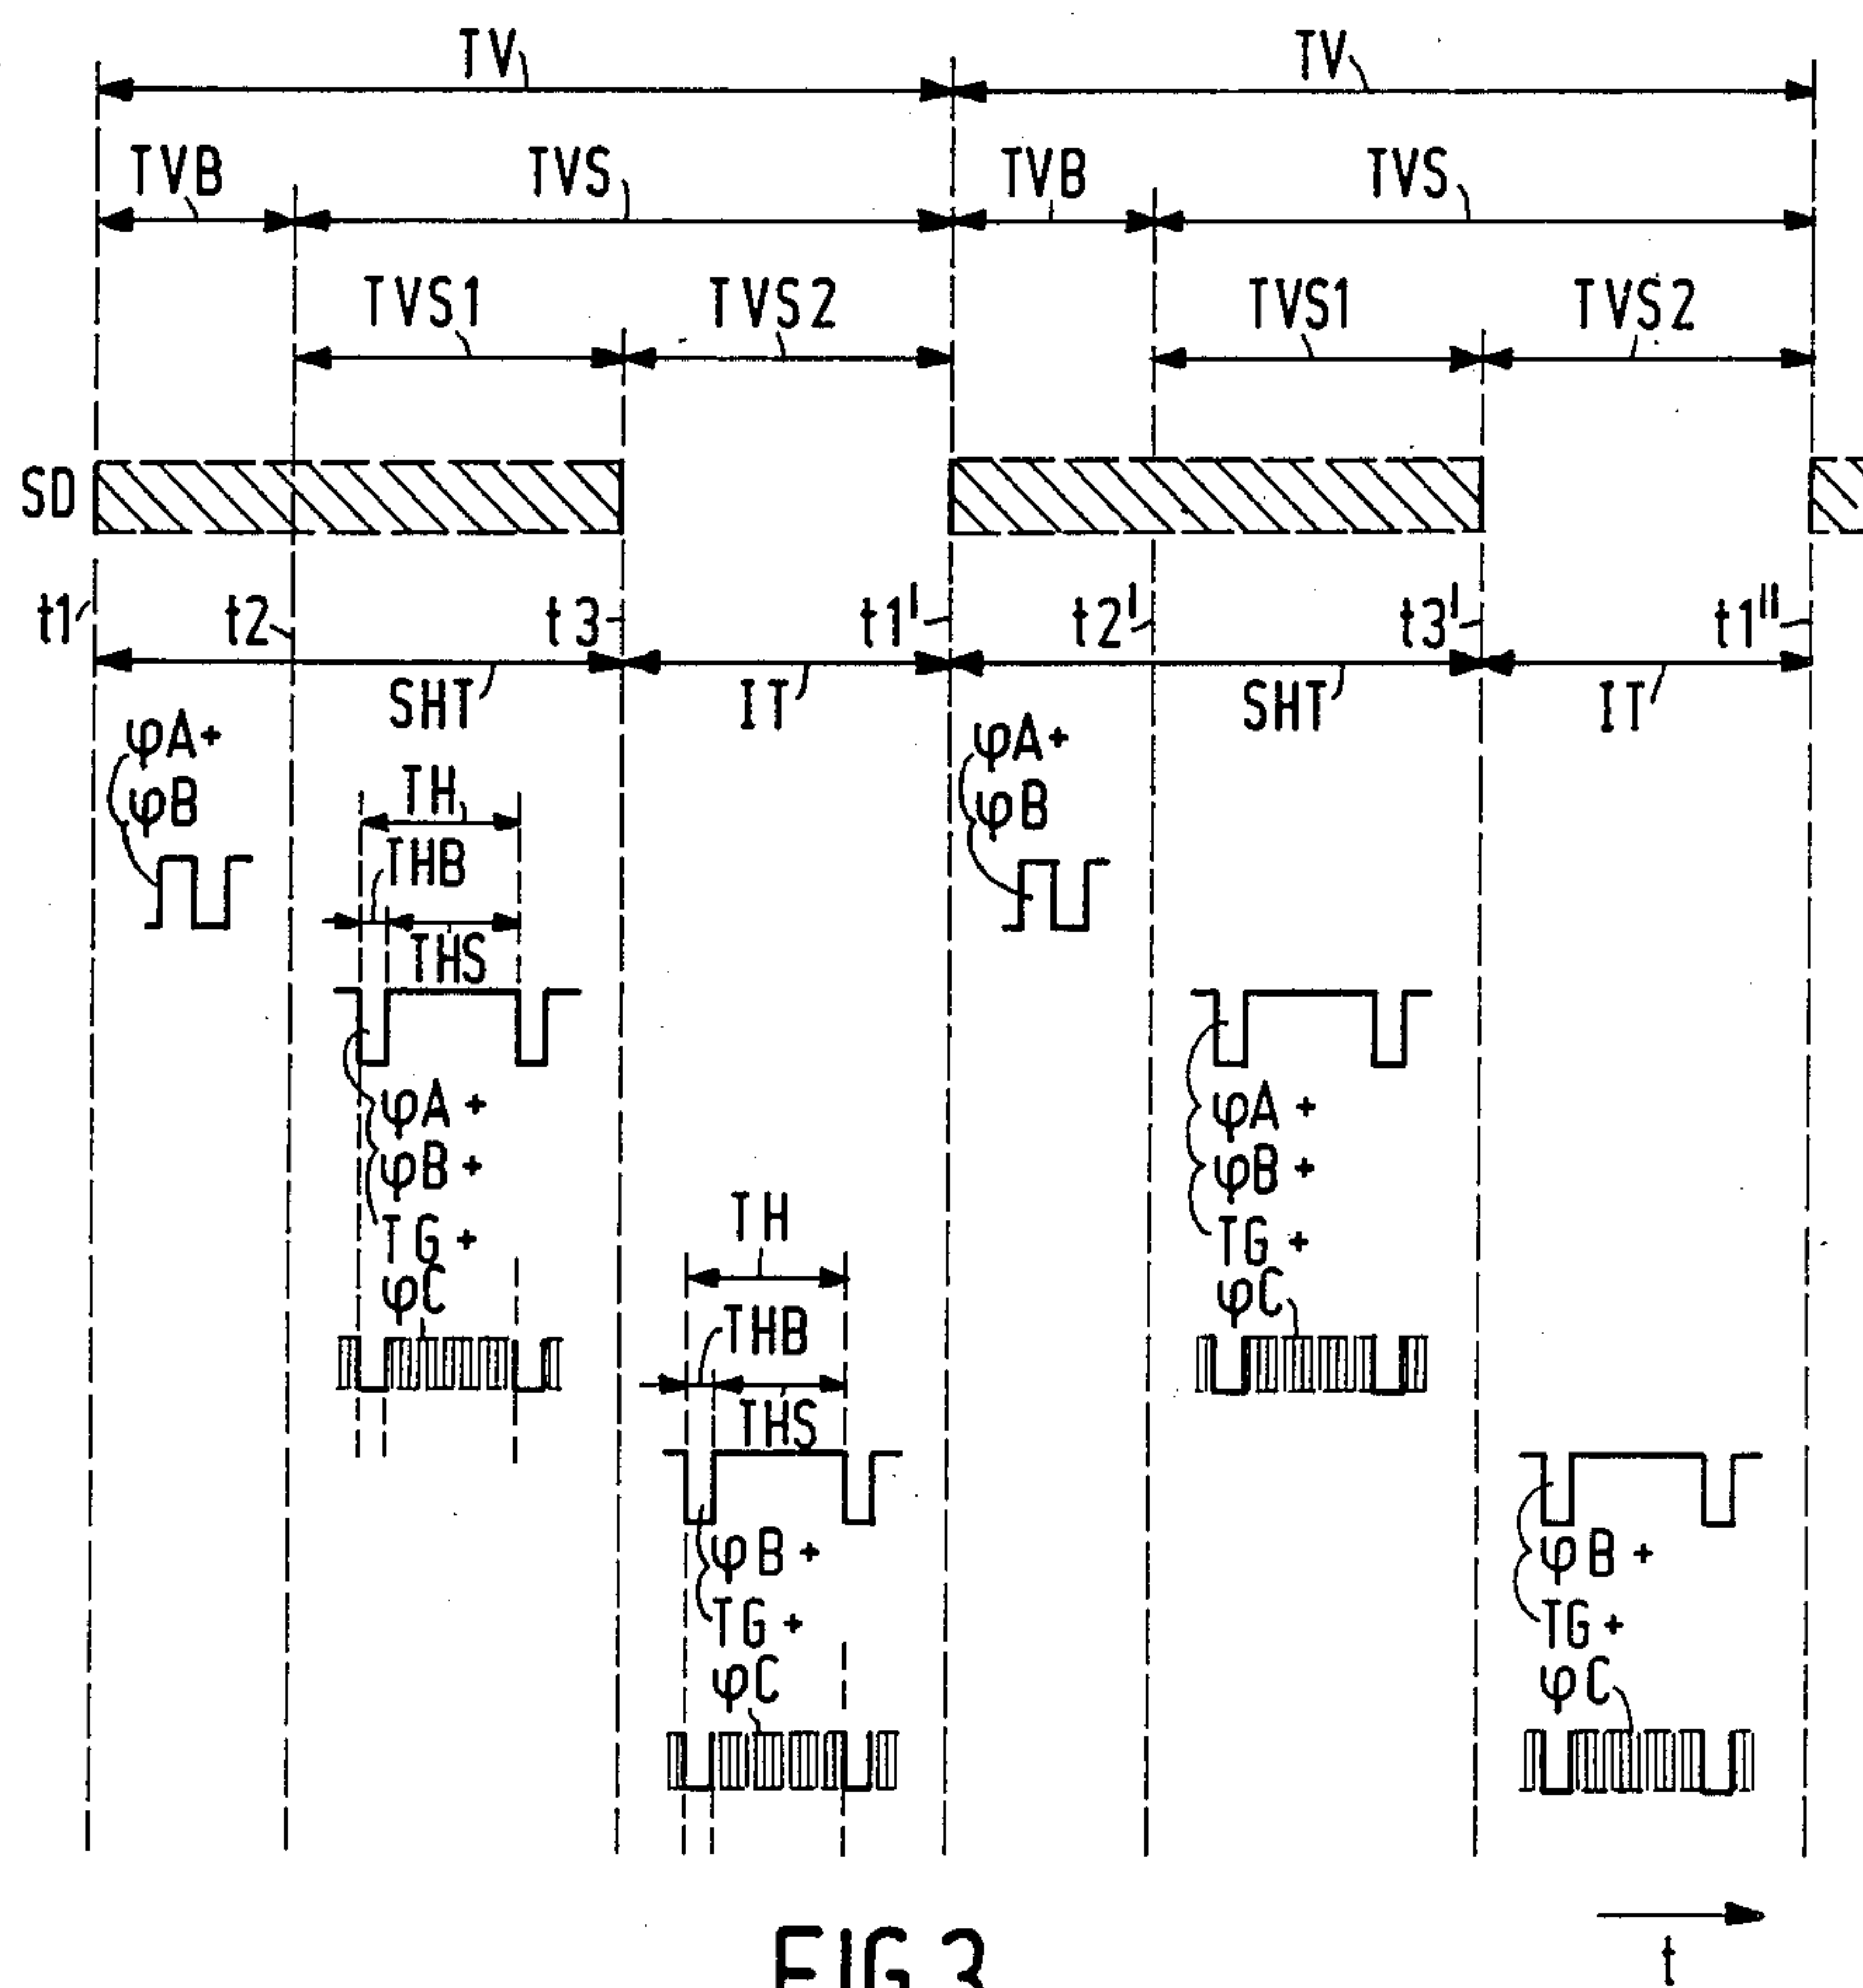 TV TV
TVB TVS TVB TVS
TVS1 TVS2 TVS1 TVS2
SD
t1 t2 t3 t1' t2' t3' t1"
SHT IT SHT IT
φA+ φA+
φB φB
TH
THB
THS
φA + φA +
φB + φB +
TG + TG +
φC φC
TH
THB
THS
φB + φB +
TG + TG +
φC φC
t
FIG.3